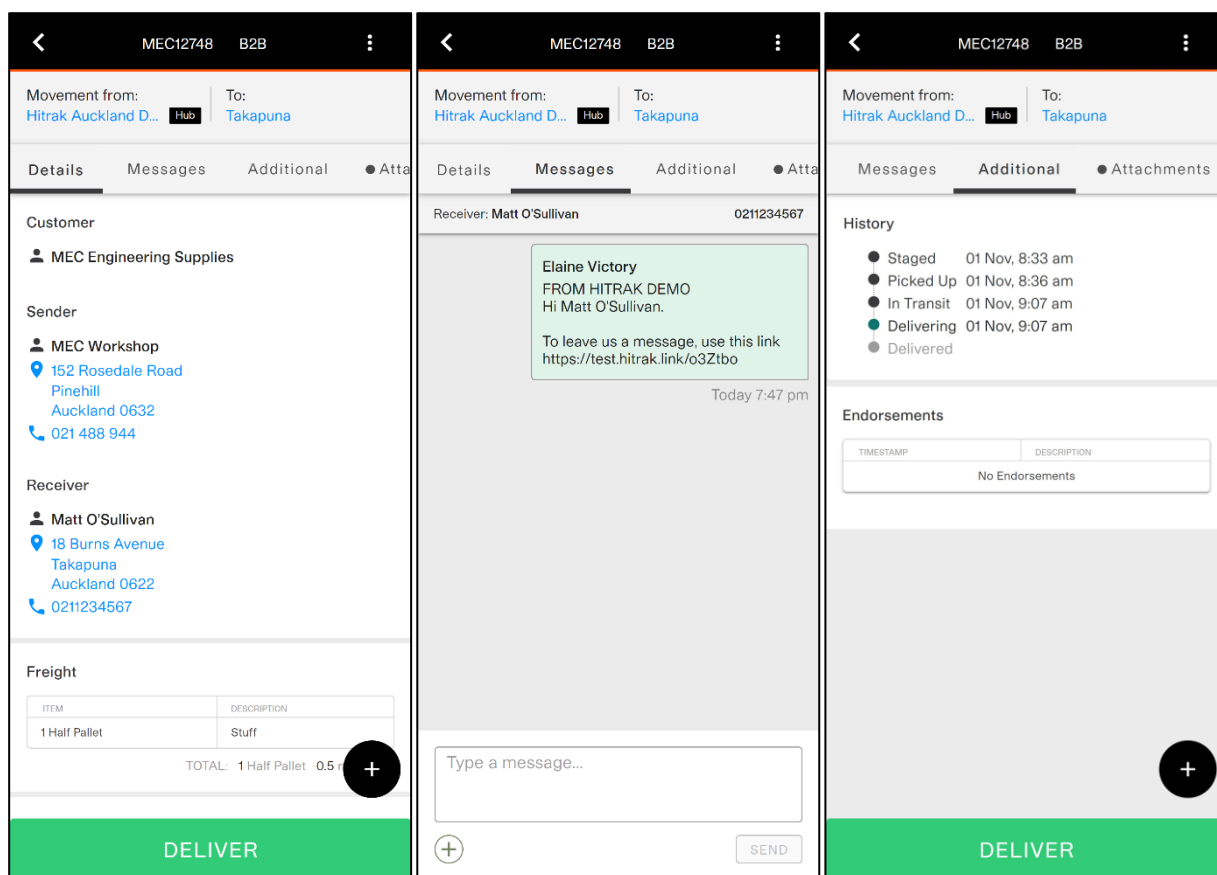 MEC12748 B2B
Movement from:
Hitrak Auckland D... Hub
To:
Takapuna
Details Messages Additional Atta
Customer
MEC Engineering Supplies
Sender
MEC Workshop
152 Rosedale Road
Pinehill
Auckland 0632
021 488 944
Receiver
Matt O'Sullivan
18 Burns Avenue
Takapuna
Auckland 0622
0211234567
Freight
ITEM DESCRIPTION
1 Half Pallet Stuff
TOTAL: 1 Half Pallet 0.5
+
DELIVER
MEC12748 B2B
Movement from:
Hitrak Auckland D... Hub
To:
Takapuna
Details Messages Additional Atta
Receiver: Matt O'Sullivan 0211234567
Elaine Victory
FROM HITRAK DEMO
Hi Matt O'Sullivan.
To leave us a message, use this link
https://test.hitrak.link/o3Ztbo
Today 7:47 pm
Type a message...
SEND
MEC12748 B2B
Movement from:
Hitrak Auckland D... Hub
To:
Takapuna
Messages Additional Attachments
History
Staged 01 Nov, 8:33 am
Picked Up 01 Nov, 8:36 am
In Transit 01 Nov, 9:07 am
Delivering 01 Nov, 9:07 am
Delivered
Endorsements
TIMESTAMP DESCRIPTION
No Endorsements
+
DELIVER